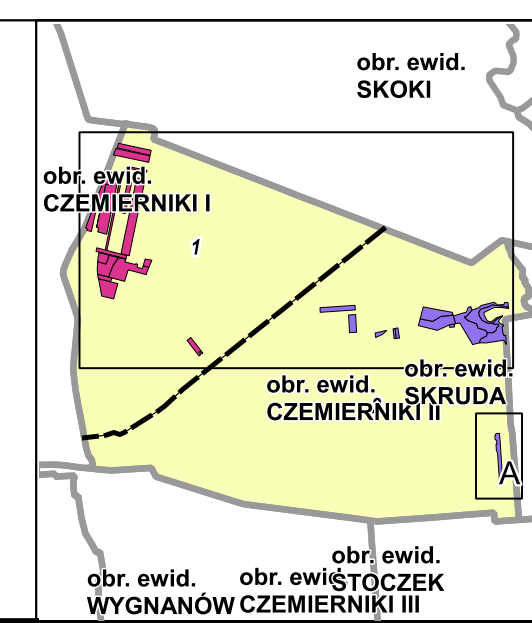 obr. ewid.
SKOKI
obr. ewid.
CZEMIERNIKI I
1
obr. ewid.
SKRUDA
obr. ewid.
CZEMIERNIKI II
A
obr. ewid.
STOCZEK
obr. ewid.
WYGNANÓW
obr. ewid.
CZEMIERNIKI III